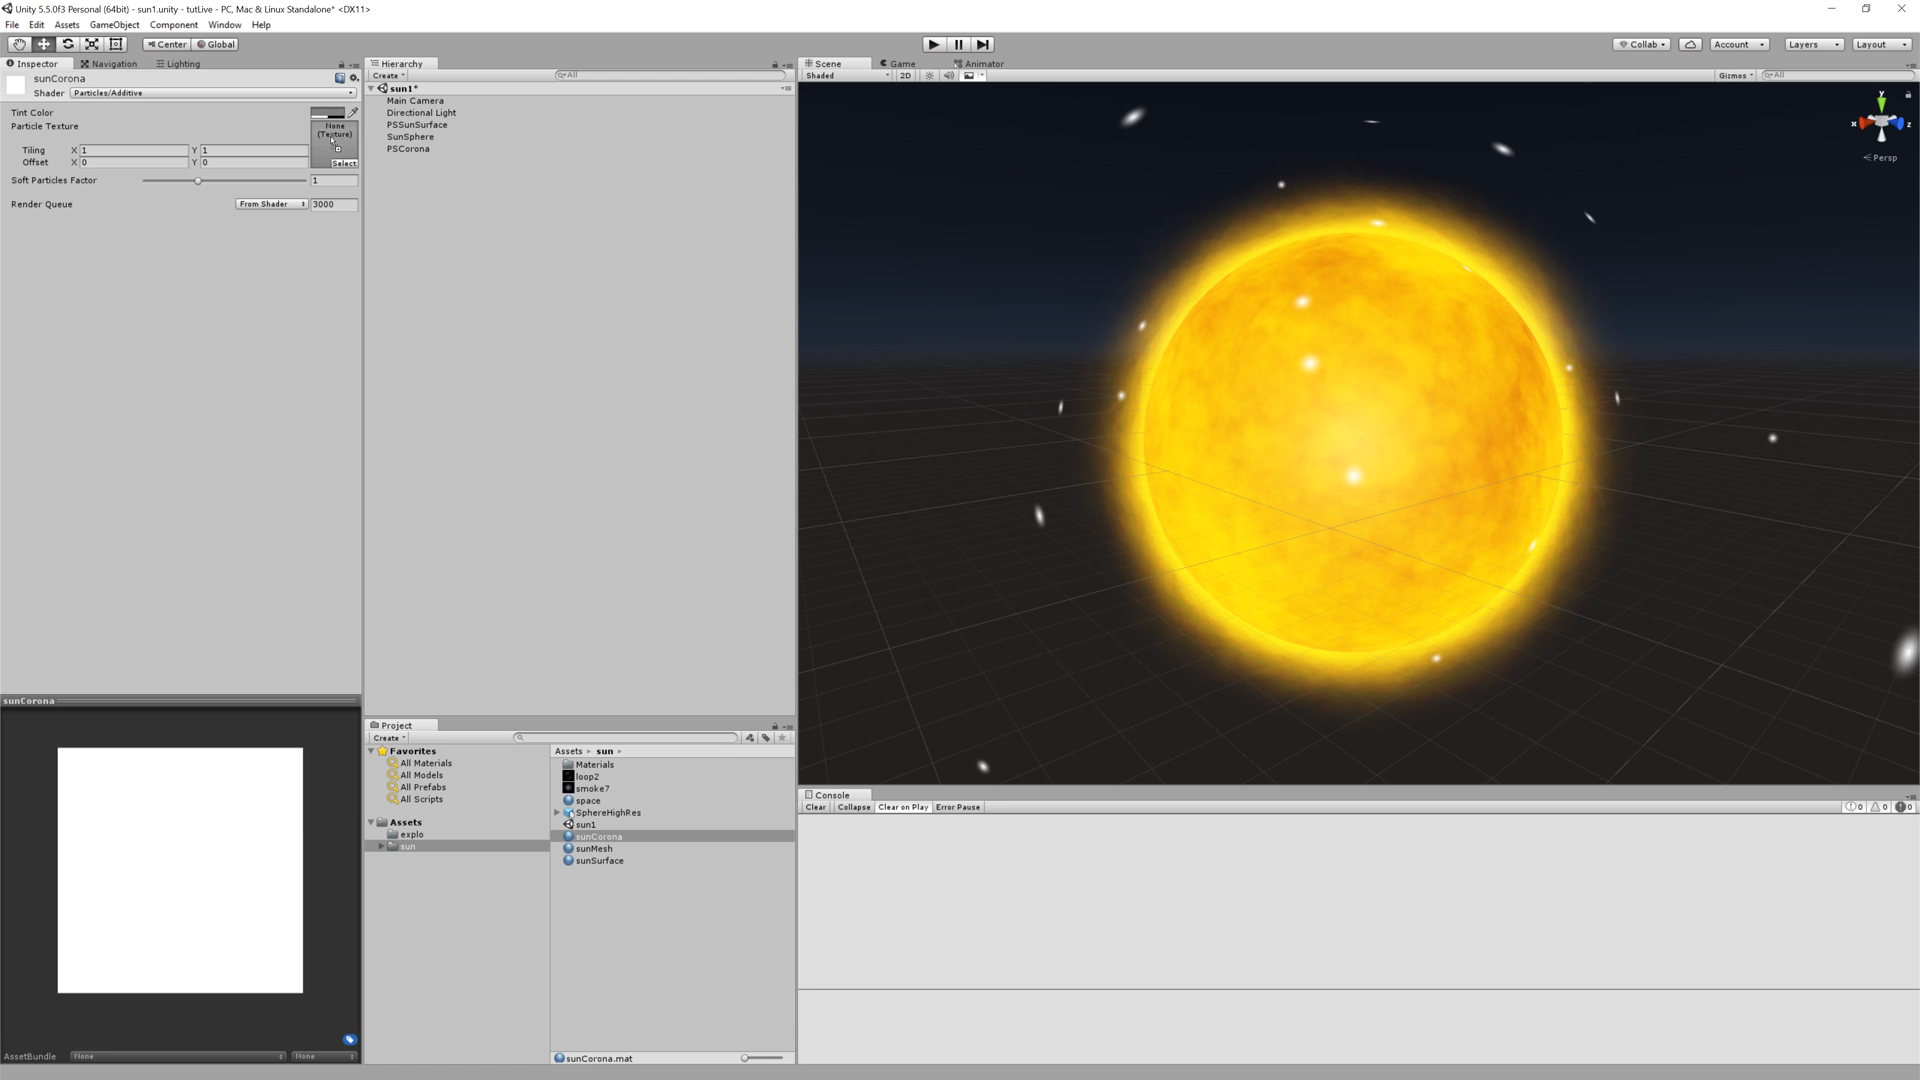 Unity 5.5.0f3 Personal (64bit) - sun1.unity - tutLive - PC, Mac & Linux Standalone* <DX11>
File Edit Assets GameObject Component Window Help
Center Global
Collab Account Layers Layout
Inspector Navigation Lighting
sunCorona
Shader Particles/Additive
Tint Color
Particle Texture
None
(Texture)
Tiling X 1 Y 1
Offset X 0 Y 0
Select
Soft Particles Factor 1
Render Queue From Shader 3000
sunCorona
AssetBundle None None
Hierarchy
Create All
sun1*
Main Camera
Directional Light
PSSunSurface
SunSphere
PSCorona
Project
Create
Favorites
All Materials
All Models
All Prefabs
All Scripts
Assets
explo
sun
Assets sun
Materials
loop2
smoke7
space
SphereHighRes
sun1
sunCorona
sunMesh
sunSurface
sunCorona.mat
Scene Game Animator
Shaded 2D Gizmos All
y
x z
Persp
Console
Clear Collapse Clear on Play Error Pause 0 0 0